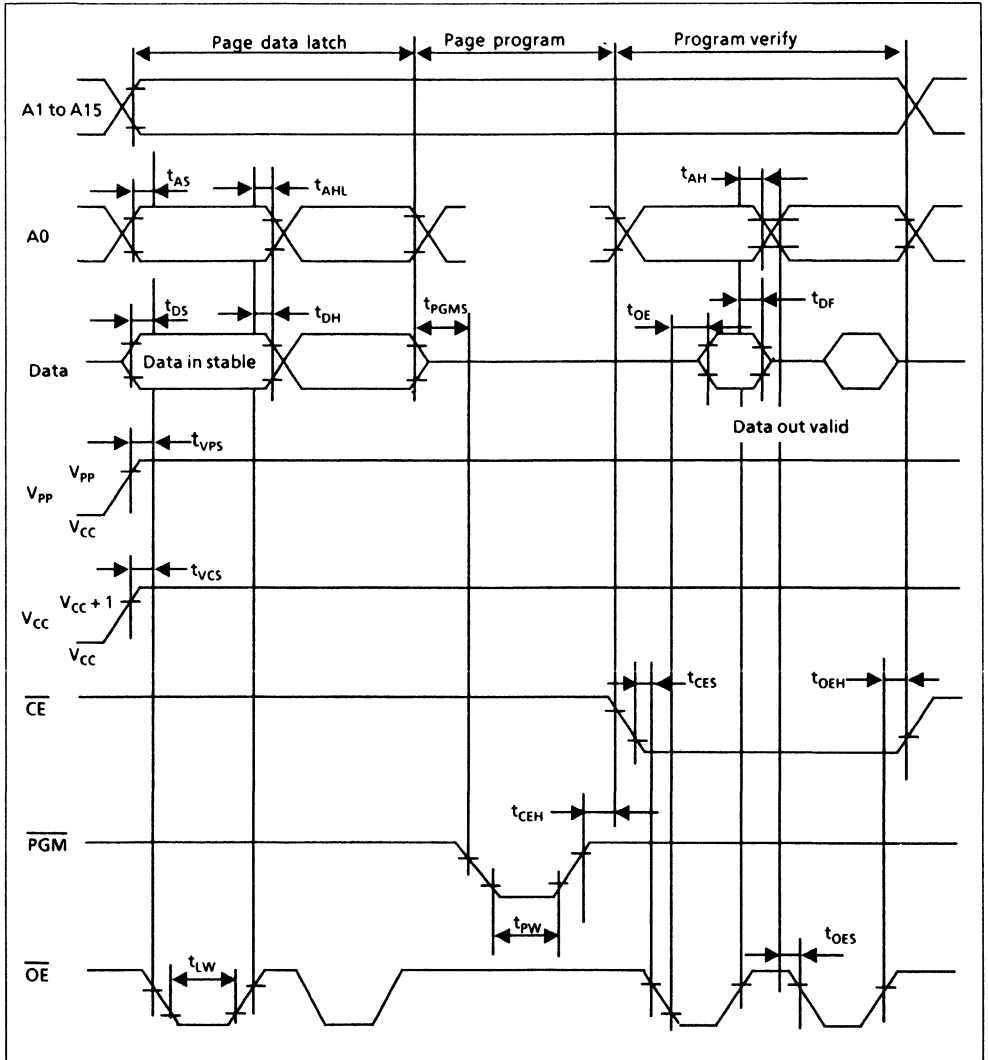 Page data latch Page program Program verify
A1 to A15
tAS tAHL tAH
A0
tDS tDH tPGMS tOE tDF
Data Data in stable
Data out valid
tVPS
VPP
VPP
VCC
tVCS
VCC + 1
VCC
VCC
tCES tOEH
CE
tCEH
PGM
tPW
tOES
tLW
OE